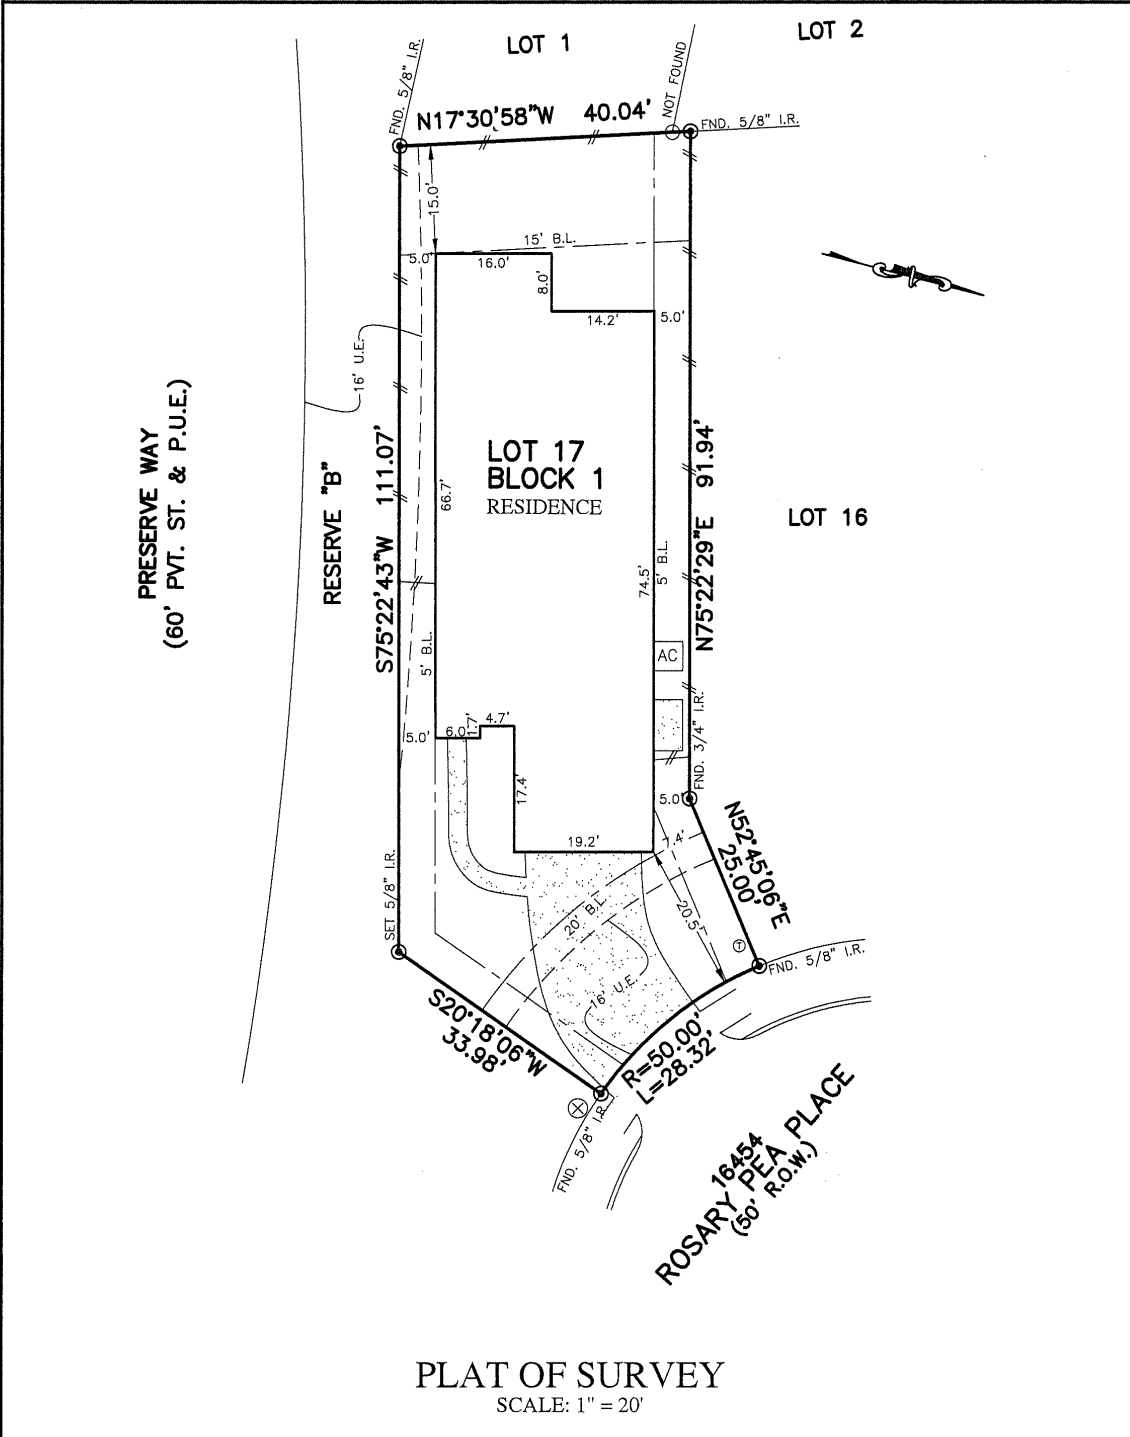 LOT 1
LOT 2
FND. 5/8" I.R.
NOT FOUND
N17°30'58"W 40.04'
FND. 5/8" I.R.
15.0'
15' B.L.
5.0'
16.0'
8.0'
14.2'
5.0'
16' U.E.
PRESERVE WAY
(60' PVT. ST. & P.U.E.)
RESERVE "B"
S75°22'43"W 111.07'
66.7'
LOT 17
BLOCK 1
RESIDENCE
N75°22'29"E 91.94'
LOT 16
74.5'
5' B.L.
5' B.L.
AC
FND. 3/4" I.R.
5.0'
6.0'
1.7'
4.7'
17.4'
5.0'
19.2'
7.4'
N52°45'06"E
25.00'
SET 5/8" I.R.
20' B.L.
20.5'
T
FND. 5/8" I.R.
16' U.E.
S20°18'06"W
33.98'
R=50.00'
L=28.32'
FND. 5/8" I.R.
16454
ROSARY PEA PLACE
(50' R.O.W.)
PLAT OF SURVEY
SCALE: 1" = 20'